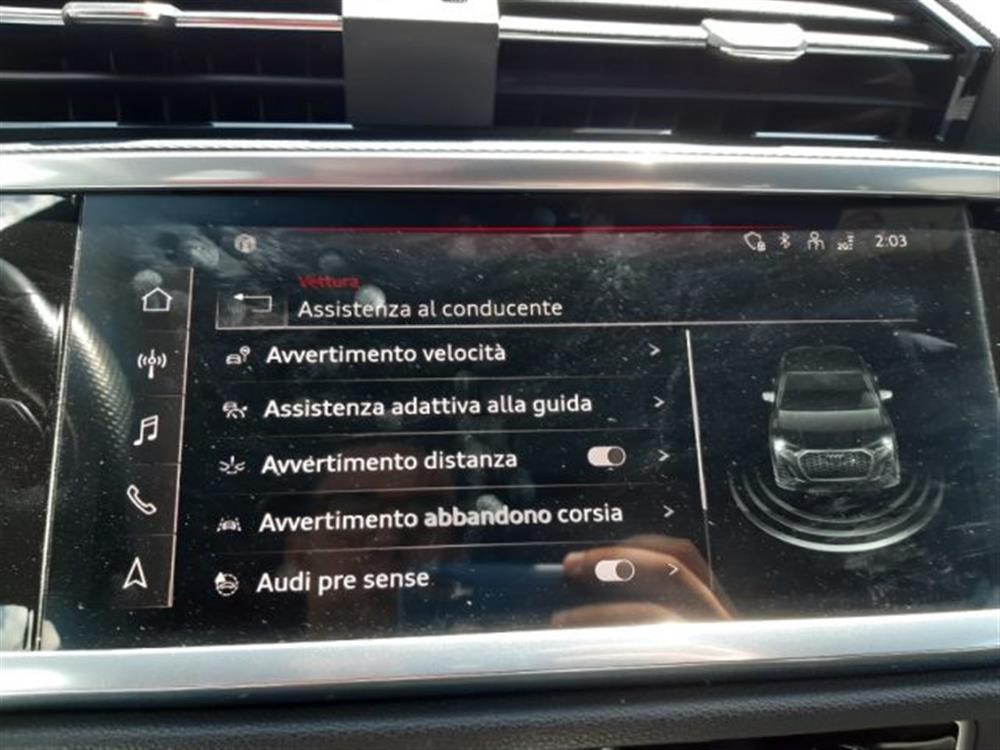 2:03
Vettura
Assistenza al conducente
Avvertimento velocità
Assistenza adattiva alla guida
Avvertimento distanza
Avvertimento abbandono corsia
Audi pre sense